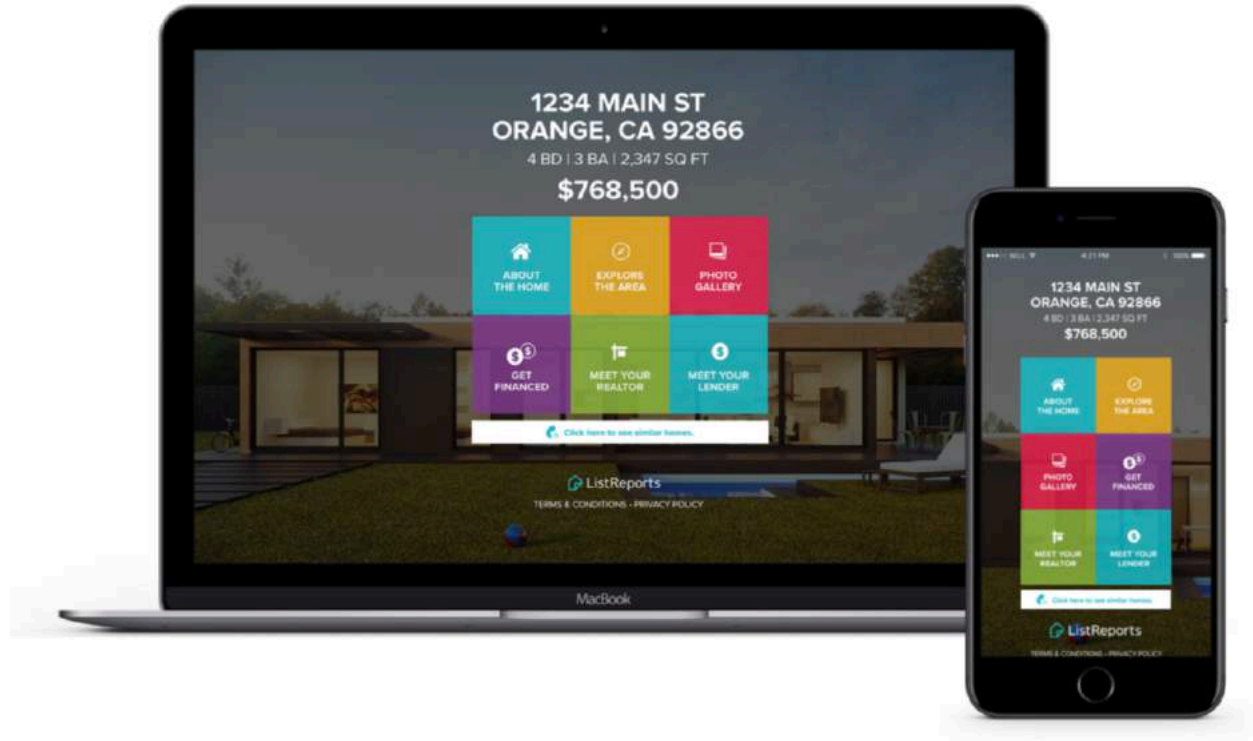 1234 MAIN ST
ORANGE, CA 92866
4 BD | 3 BA | 2,347 SQ FT
$768,500
ABOUT
THE HOME
EXPLORE
THE AREA
PHOTO
GALLERY
GET
FINANCED
MEET YOUR
REALTOR
MEET YOUR
LENDER
Click here to see similar homes.
ListReports
TERMS & CONDITIONS - PRIVACY POLICY
MacBook
4:21 PM
100%
1234 MAIN ST
ORANGE, CA 92866
4 BD | 3 BA | 2,347 SQ FT
$768,500
ABOUT
THE HOME
EXPLORE
THE AREA
PHOTO
GALLERY
GET
FINANCED
MEET YOUR
REALTOR
MEET YOUR
LENDER
Click here to see similar homes.
ListReports
TERMS & CONDITIONS - PRIVACY POLICY